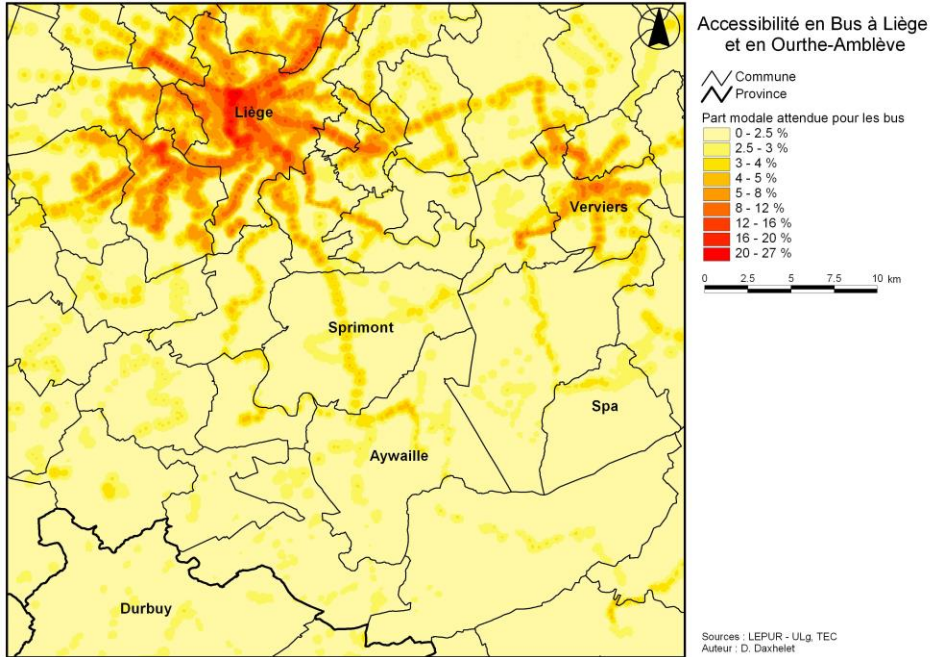 Accessibilité en Bus à Liège
et en Ourthe-Amblève
Commune
Province
Part modale attendue pour les bus
0 - 2.5 %
2.5 - 3 %
3 - 4 %
4 - 5 %
5 - 8 %
8 - 12 %
12 - 16 %
16 - 20 %
20 - 27 %
0 2.5 5 7.5 10 km
Liège
Verviers
Sprimont
Spa
Aywaille
Durbuy
Sources : LEPUR - ULg, TEC
Auteur : D. Daxhelet